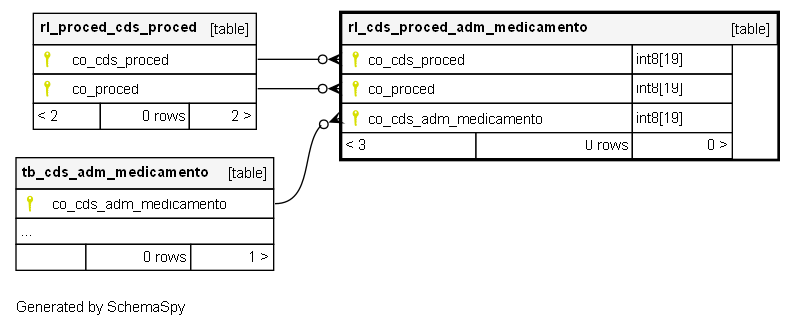 rl_proced_cds_proced [table]
co_cds_proced
co_proced
< 2 0 rows 2 >
rl_cds_proced_adm_medicamento [table]
co_cds_proced int8[19]
co_proced int8[19]
co_cds_adm_medicamento int8[19]
< 3 0 rows 0 >
tb_cds_adm_medicamento [table]
co_cds_adm_medicamento
...
0 rows 1 >
Generated by SchemaSpy